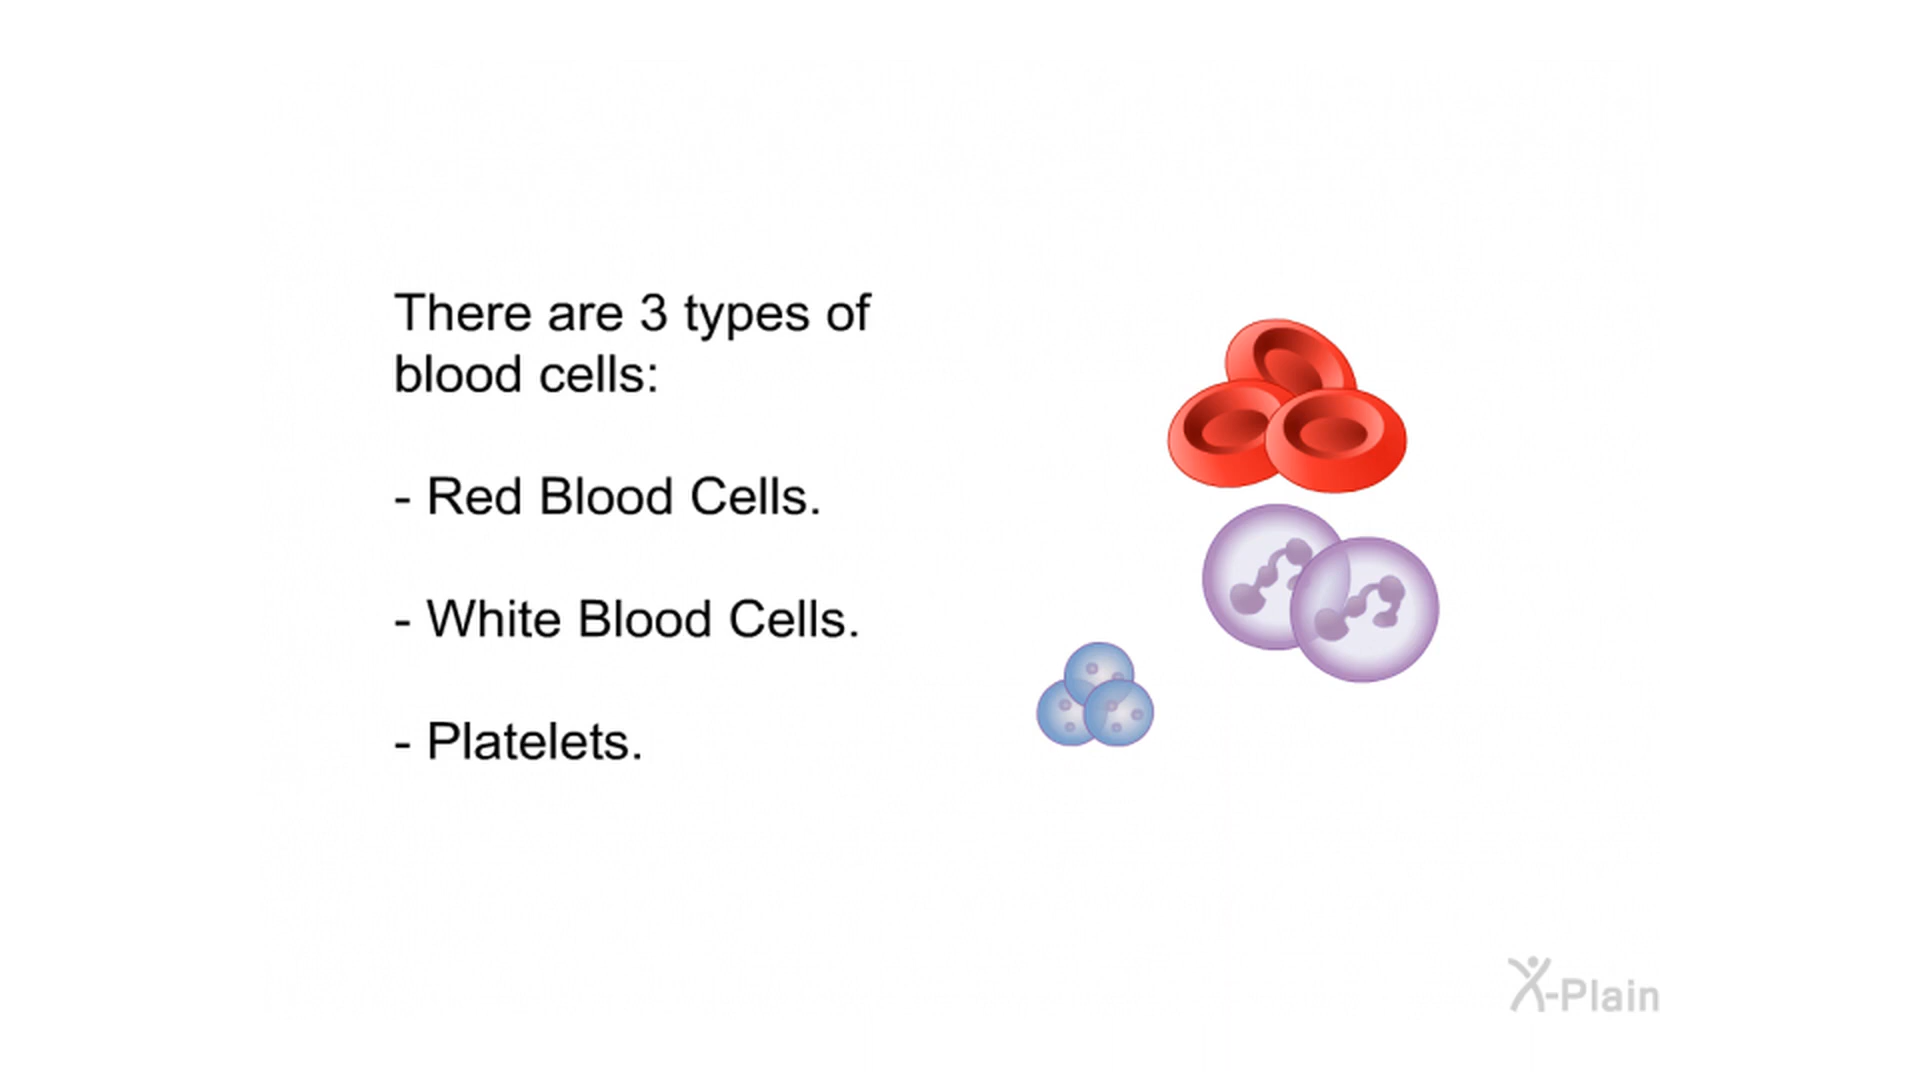 There are 3 types of
blood cells:
- Red Blood Cells.
- White Blood Cells.
- Platelets.
X-Plain